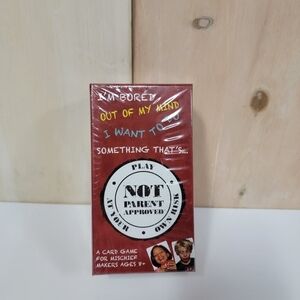 I'M BORED
OUT OF MY MIND
I WANT TO DO
SOMETHING THAT'S...
PLAY
NOT
PARENT
APPROVED
AT YOUR
OWN RISK
A CARD GAME
FOR MISCHIEF
MAKERS AGES 8+